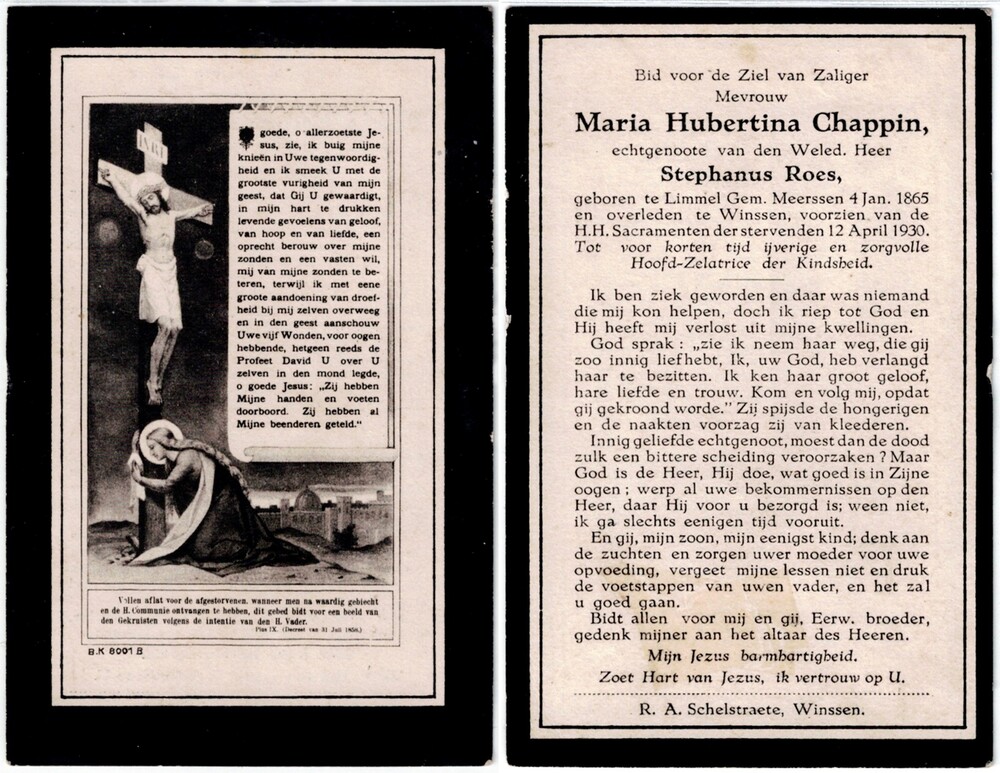 INRI
goede, o allerzoetste Je-
sus, zie, ik buig mijne
knieën in Uwe tegenwoordig-
heid en ik smeek U met de
grootste vurigheid van mijn
geest, dat Gij U gewaardigt,
in mijn hart te drukken
levende gevoelens van geloof,
van hoop en van liefde, een
oprecht berouw over mijne
zonden en een vasten wil,
mij van mijne zonden te be-
teren, terwijl ik met eene
groote aandoening van droef-
heid bij mij zelven overweeg
en in den geest aanschouw
Uwe vijf Wonden, voor oogen
hebbende, hetgeen reeds de
Profeet David U over U
zelven in den mond legde,
o goede Jesus: „Zij hebben
Mijne handen en voeten
doorboord. Zij hebben al
Mijne beenderen geteld."
Vollen aflat voor de afgestorvenen, wanneer men na waardig gebiecht
en de H. Communie ontvangen te hebben, dit gebed bidt voor een beeld van
den Gekruisten volgens de intentie van den H. Vader.
Pius IX. (Decreet van 31 Juli 1858.)
B.K 8001 B
Bid voor de Ziel van Zaliger
Mevrouw
Maria Hubertina Chappin,
echtgenoote van den Weled. Heer
Stephanus Roes,
geboren te Limmel Gem. Meerssen 4 Jan. 1865
en overleden te Winssen, voorzien van de
H.H. Sacramenten der stervenden 12 April 1930.
Tot voor korten tijd ijverige en zorgvolle
Hoofd-Zelatrice der Kindsheid.
Ik ben ziek geworden en daar was niemand
die mij kon helpen, doch ik riep tot God en
Hij heeft mij verlost uit mijne kwellingen.
God sprak: „zie ik neem haar weg, die gij
zoo innig liefhebt, Ik, uw God, heb verlangd
haar te bezitten. Ik ken haar groot geloof,
hare liefde en trouw. Kom en volg mij, opdat
gij gekroond worde." Zij spijsde de hongerigen
en de naakten voorzag zij van kleederen.
Innig geliefde echtgenoot, moest dan de dood
zulk een bittere scheiding veroorzaken? Maar
God is de Heer, Hij doe, wat goed is in Zijne
oogen; werp al uwe bekommernissen op den
Heer, daar Hij voor u bezorgd is; ween niet,
ik ga slechts eenigen tijd vooruit.
En gij, mijn zoon, mijn eenigst kind; denk aan
de zuchten en zorgen uwer moeder voor uwe
opvoeding, vergeet mijne lessen niet en druk
de voetstappen van uwen vader, en het zal
u goed gaan.
Bidt allen voor mij en gij, Eerw. broeder,
gedenk mijner aan het altaar des Heeren.
Mijn Jezus barmhartigheid.
Zoet Hart van Jezus, ik vertrouw op U.
R. A. Schelstraete, Winssen.